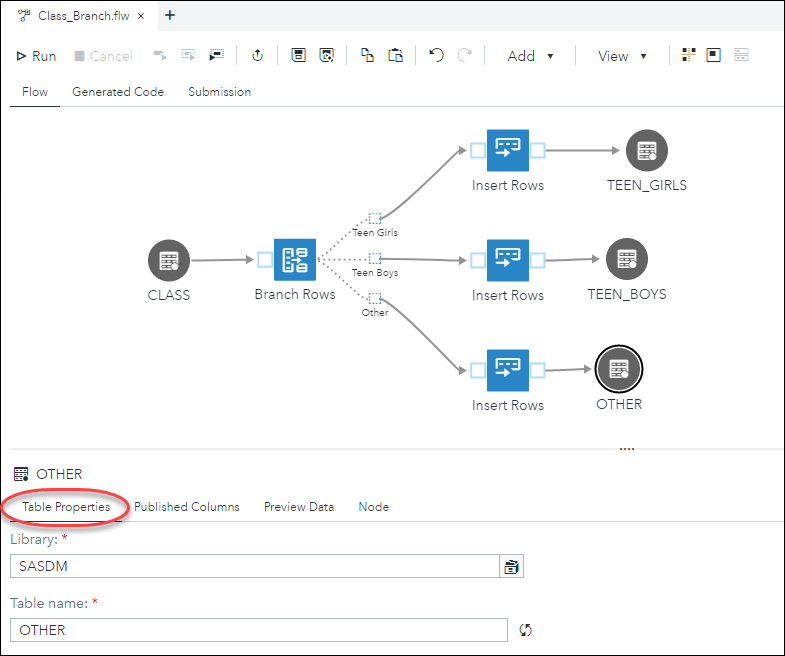 Class_Branch.flw × +
Run Cancel Add View
Flow Generated Code Submission
Insert Rows TEEN_GIRLS
Teen Girls
CLASS Branch Rows Teen Boys Insert Rows TEEN_BOYS
Other
Insert Rows OTHER
OTHER
Table Properties Published Columns Preview Data Node
Library: *
SASDM
Table name: *
OTHER